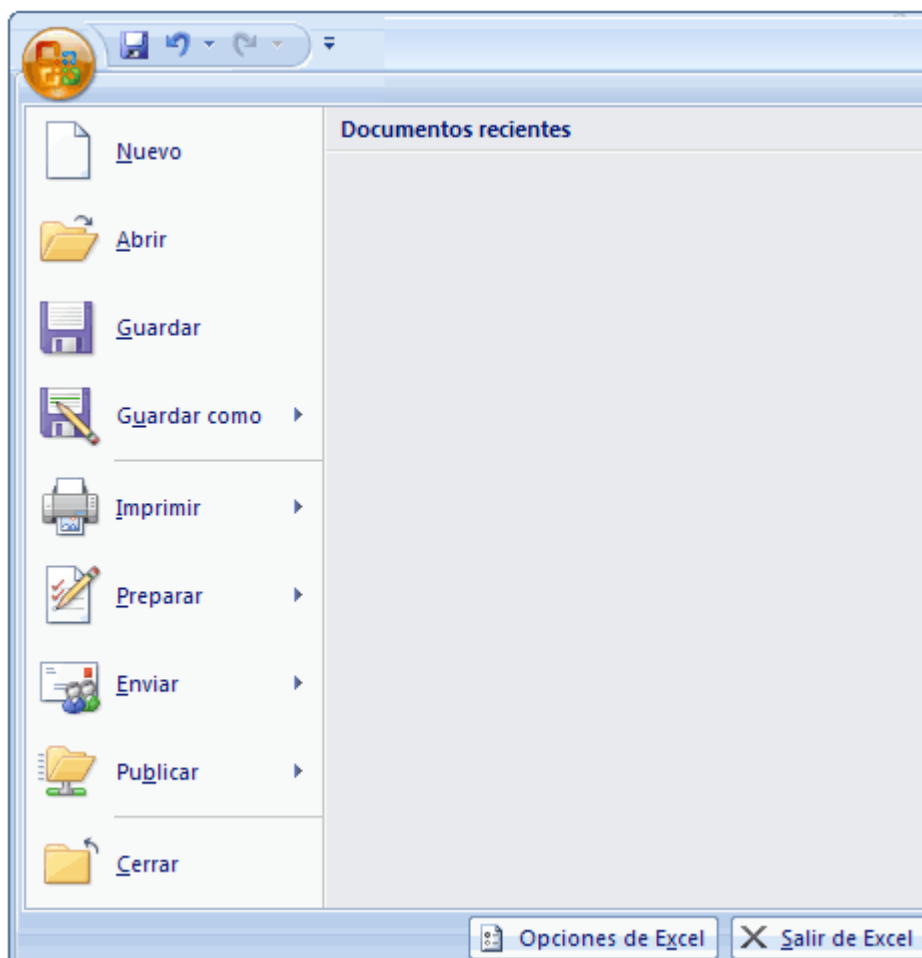 Documentos recientes
Nuevo
Abrir
Guardar
Guardar como
Imprimir
Preparar
Enviar
Publicar
Cerrar
Opciones de Excel
Salir de Excel